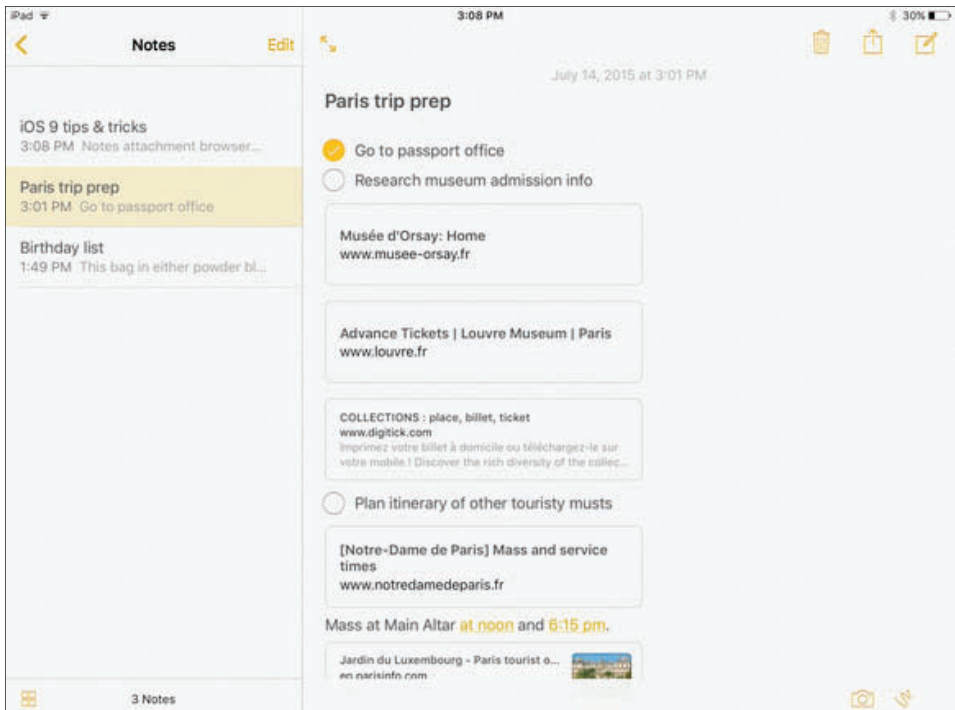 iPad
3:08 PM
30%
Notes
Edit
July 14, 2015 at 3:01 PM
iOS 9 tips & tricks
3:08 PM Notes attachment browser...
Paris trip prep
3:01 PM Go to passport office
Birthday list
1:49 PM This bag in either powder bl...
3 Notes
Paris trip prep
Go to passport office
Research museum admission info
Musée d'Orsay: Home
www.musee-orsay.fr
Advance Tickets | Louvre Museum | Paris
www.louvre.fr
COLLECTIONS : place, billet, ticket
www.digitick.com
Imprimez votre billet à domicile ou téléchargez-le sur
votre mobile ! Discover the rich diversity of the collec...
Plan itinerary of other touristy musts
[Notre-Dame de Paris] Mass and service
times
www.notredamedeparis.fr
Mass at Main Altar at noon and 6:15 pm.
Jardin du Luxembourg - Paris tourist o...
en.parisinfo.com